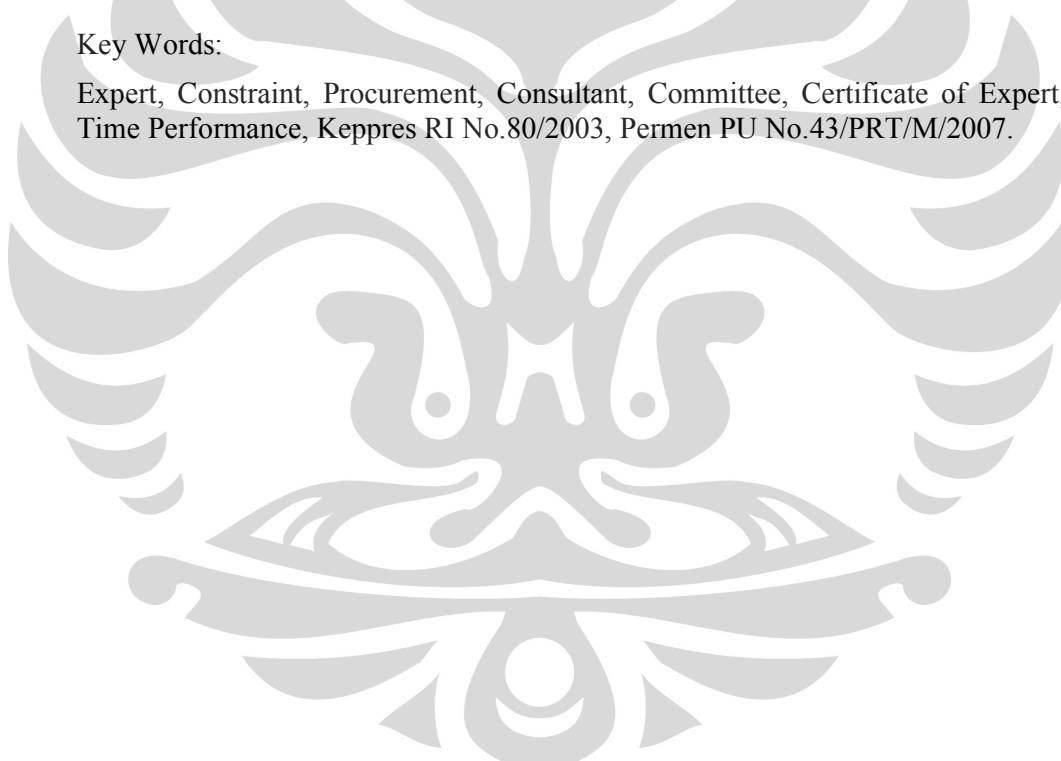 Key Words:
Expert, Constraint, Procurement, Consultant, Committee, Certificate of Expert,
Time Performance, Keppres RI No.80/2003, Permen PU No.43/PRT/M/2007.